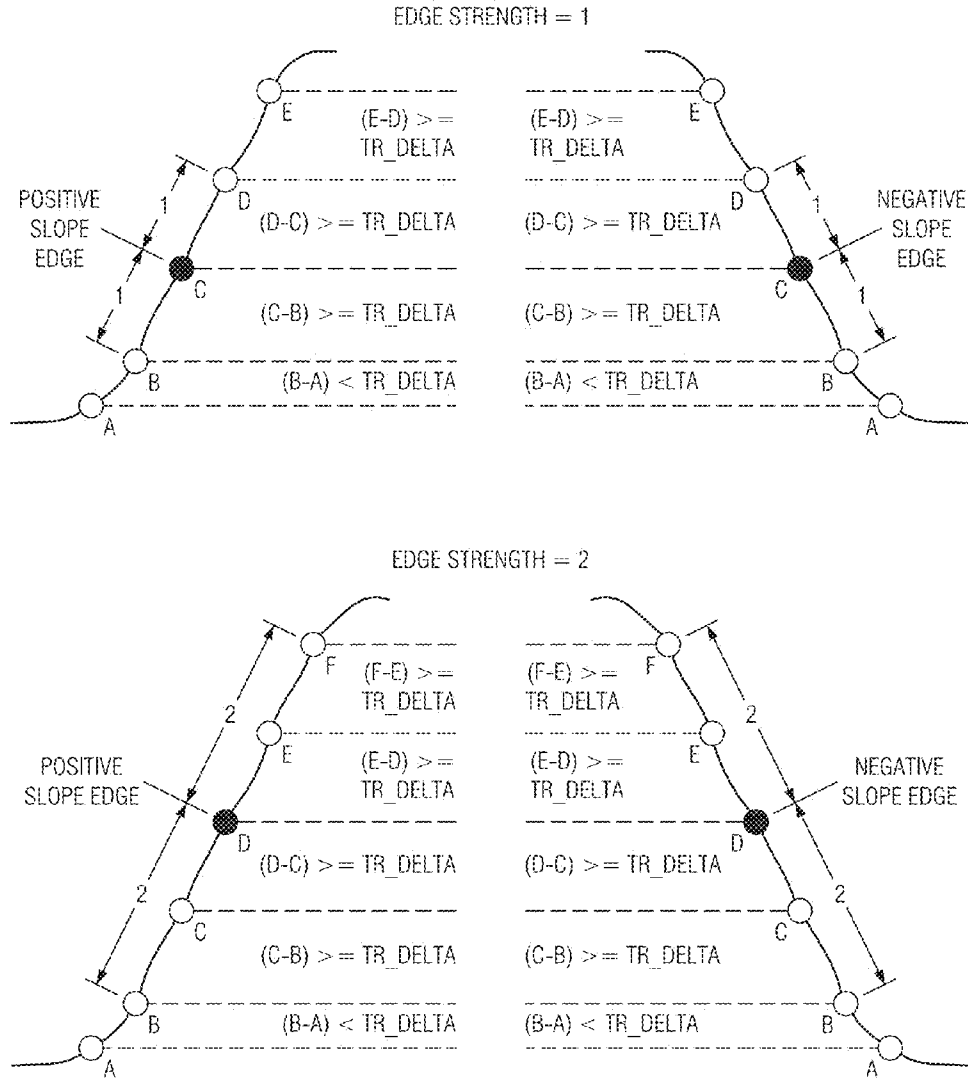 EDGE STRENGTH = 1
E
(E-D) >=
TR_DELTA
(E-D) >=
TR_DELTA
E
POSITIVE
SLOPE
EDGE
1
D
(D-C) >= TR_DELTA
(D-C) >= TR_DELTA
D
1
NEGATIVE
SLOPE
EDGE
1
C
(C-B) >= TR_DELTA
(C-B) >= TR_DELTA
C
1
B
(B-A) < TR_DELTA
(B-A) < TR_DELTA
B
A
A
EDGE STRENGTH = 2
F
(F-E) >=
TR_DELTA
(F-E) >=
TR_DELTA
F
2
E
(E-D) >=
TR_DELTA
(E-D) >=
TR_DELTA
E
2
POSITIVE
SLOPE EDGE
NEGATIVE
SLOPE EDGE
D
(D-C) >= TR_DELTA
(D-C) >= TR_DELTA
D
2
C
(C-B) >= TR_DELTA
(C-B) >= TR_DELTA
C
2
B
(B-A) < TR_DELTA
(B-A) < TR_DELTA
B
A
A